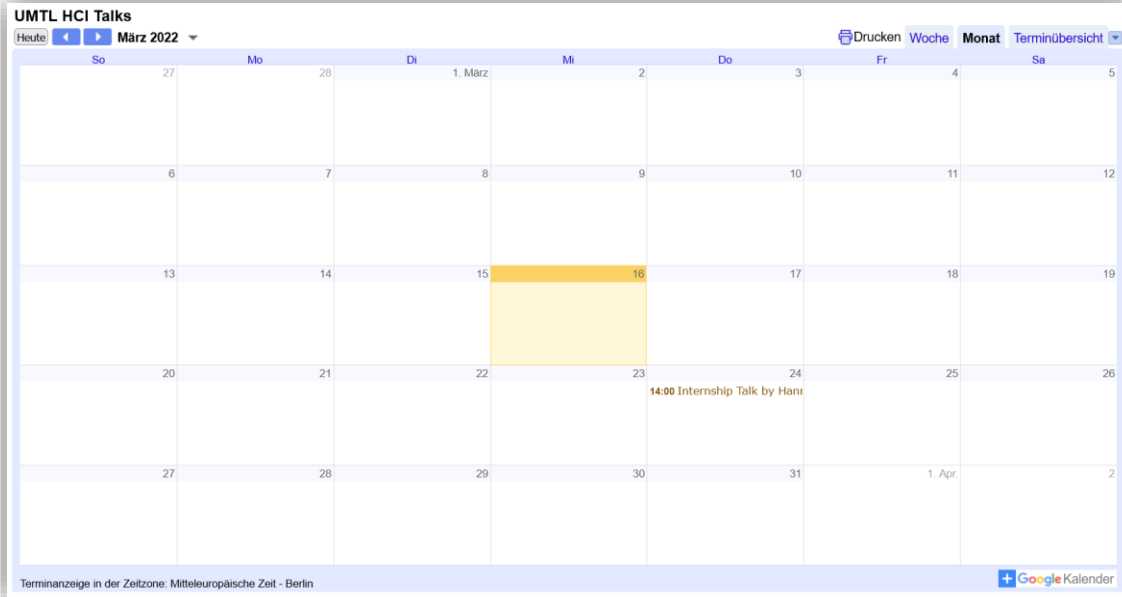 UMTL HCI Talks
Heute März 2022 Drucken Woche Monat Terminübersicht
So Mo Di Mi Do Fr Sa
27 28 1. März 2 3 4 5
6 7 8 9 10 11 12
13 14 15 16 17 18 19
20 21 22 23 24 25 26
14:00 Internship Talk by Hanr
27 28 29 30 31 1. Apr. 2
Terminanzeige in der Zeitzone: Mitteleuropäische Zeit - Berlin
Google Kalender